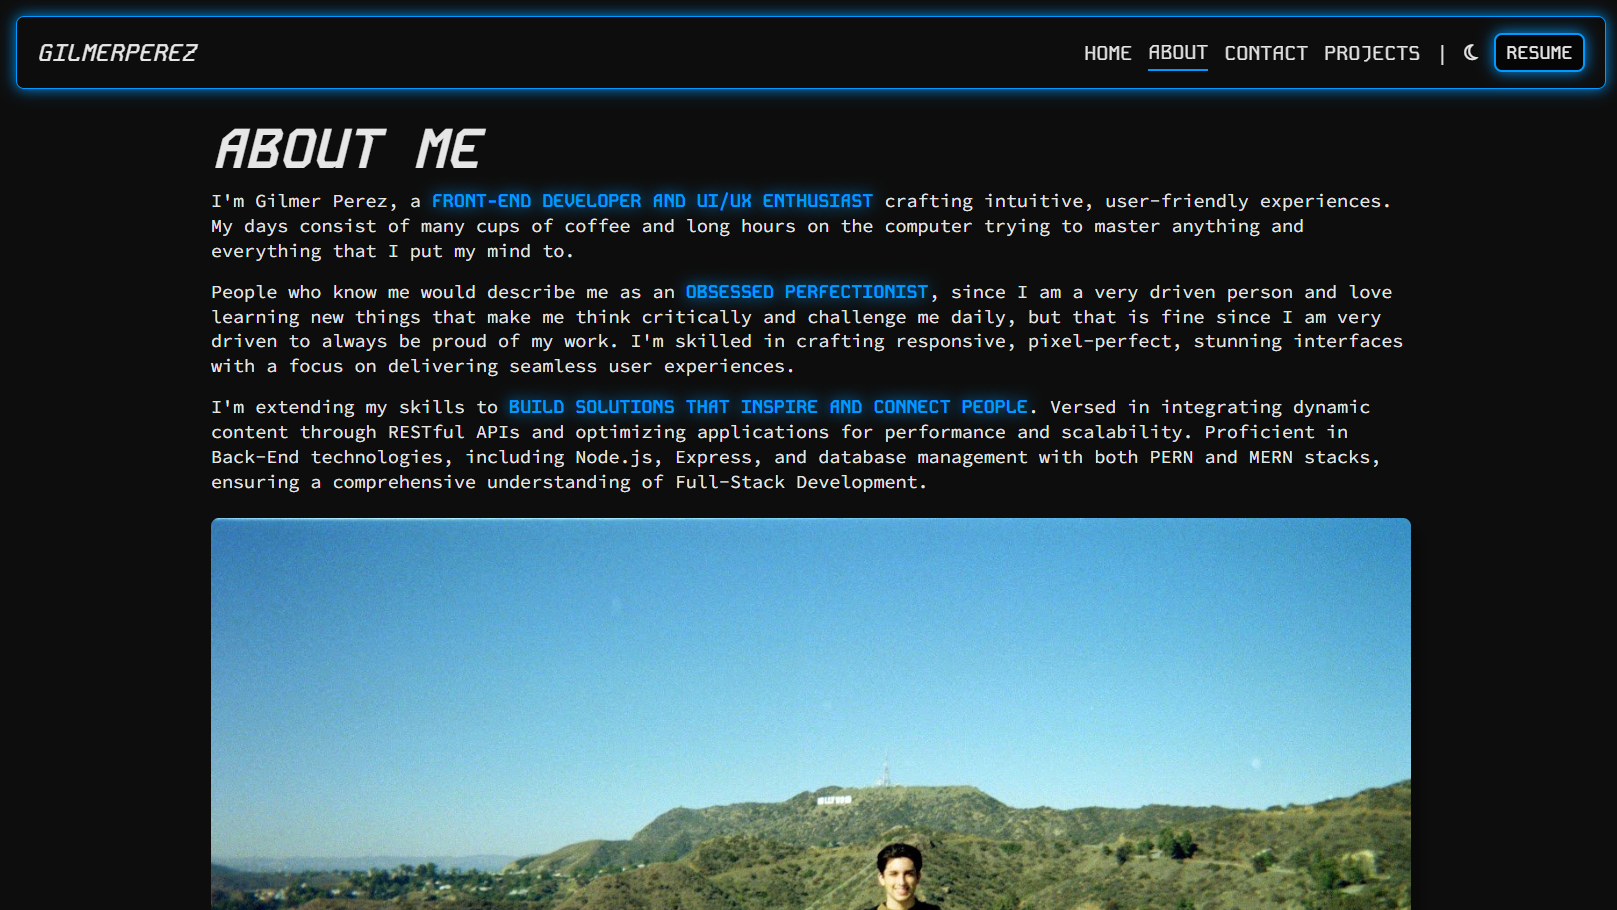 GILMERPEREZ
HOME ABOUT CONTACT PROJECTS | RESUME
ABOUT ME
I'm Gilmer Perez, a FRONT-END DEVELOPER AND UI/UX ENTHUSIAST crafting intuitive, user-friendly experiences.
My days consist of many cups of coffee and long hours on the computer trying to master anything and
everything that I put my mind to.
People who know me would describe me as an OBSESSED PERFECTIONIST, since I am a very driven person and love
learning new things that make me think critically and challenge me daily, but that is fine since I am very
driven to always be proud of my work. I'm skilled in crafting responsive, pixel-perfect, stunning interfaces
with a focus on delivering seamless user experiences.
I'm extending my skills to BUILD SOLUTIONS THAT INSPIRE AND CONNECT PEOPLE. Versed in integrating dynamic
content through RESTful APIs and optimizing applications for performance and scalability. Proficient in
Back-End technologies, including Node.js, Express, and database management with both PERN and MERN stacks,
ensuring a comprehensive understanding of Full-Stack Development.
HOLLYWOOD